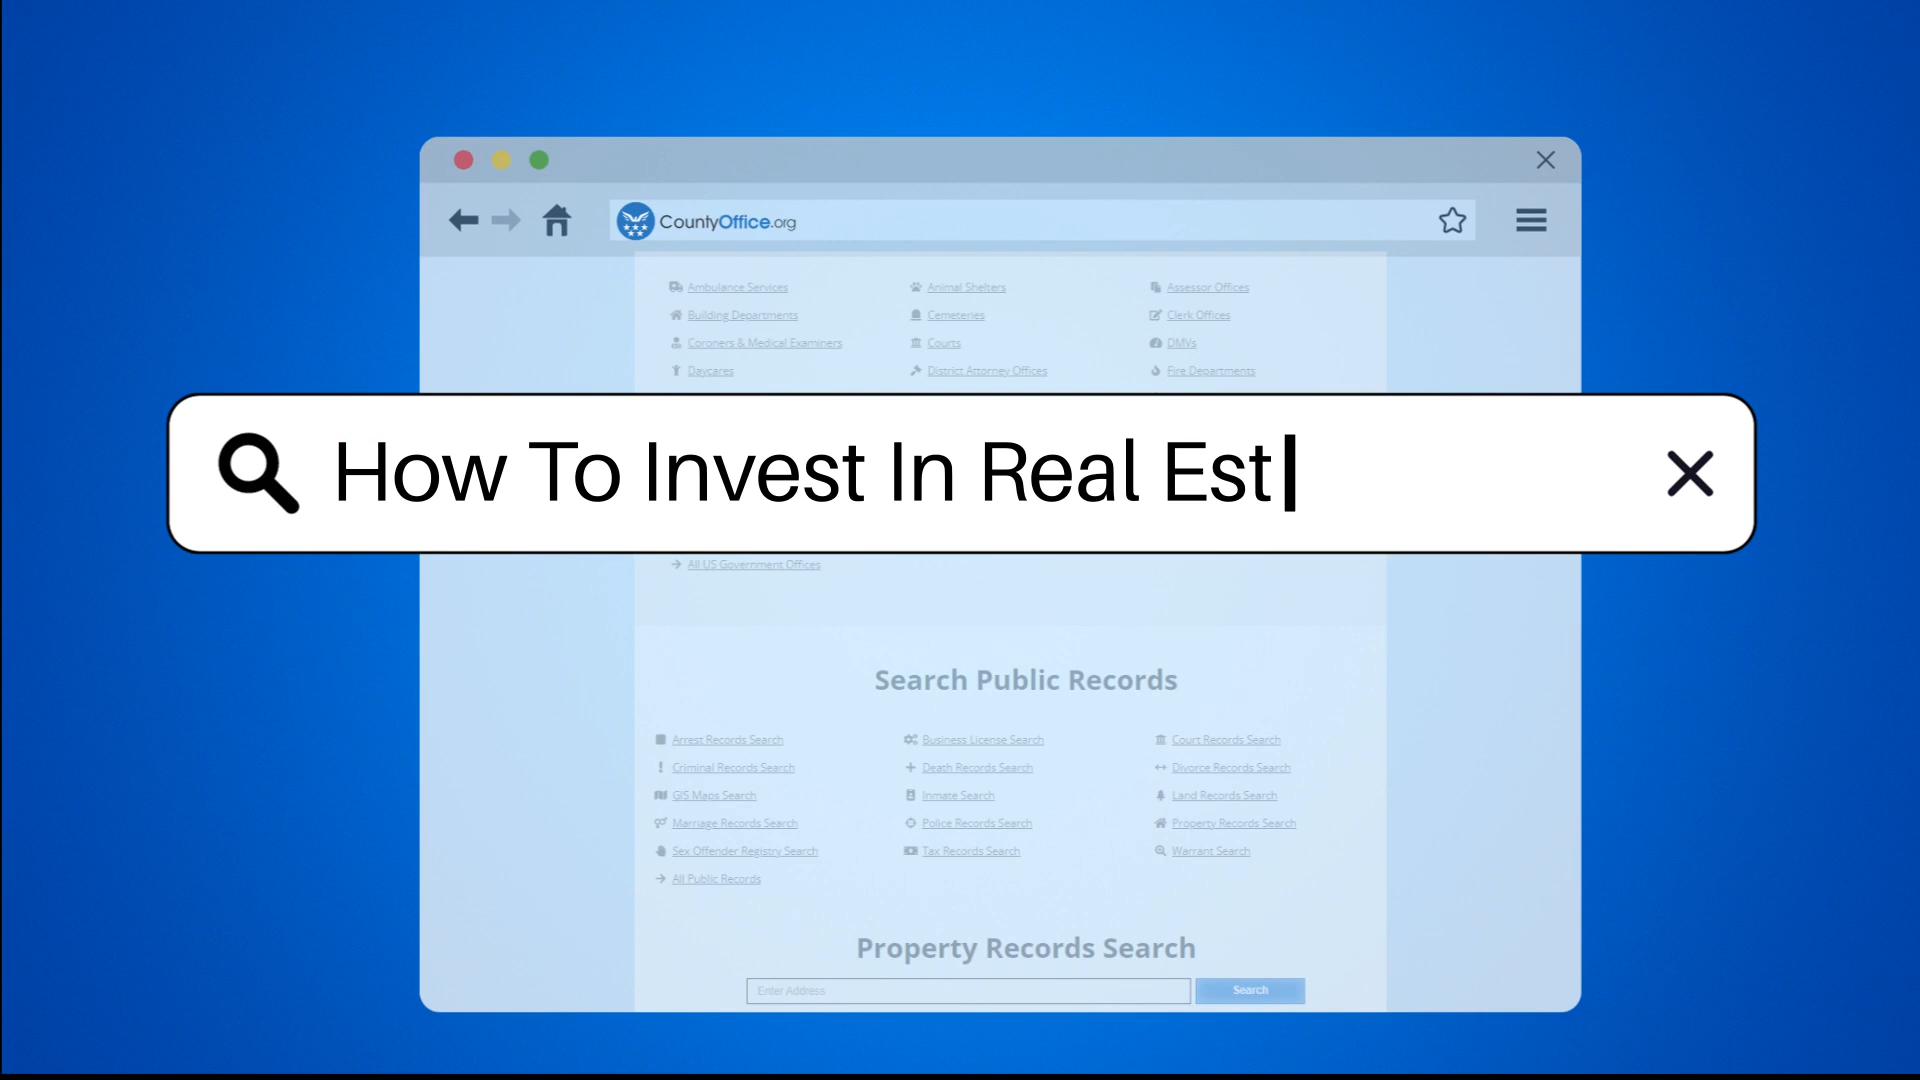 CountyOffice.org
Ambulance Services Animal Shelters Assessor Offices
Building Departments Cemeteries Clerk Offices
Coroners & Medical Examiners Courts DMVs
Daycares District Attorney Offices Fire Departments
How To Invest In Real Est
All US Government Offices
Search Public Records
Arrest Records Search Business License Search Court Records Search
Criminal Records Search Death Records Search Divorce Records Search
GIS Maps Search Inmate Search Land Records Search
Marriage Records Search Police Records Search Property Records Search
Sex Offender Registry Search Tax Records Search Warrant Search
All Public Records
Property Records Search
Enter Address Search